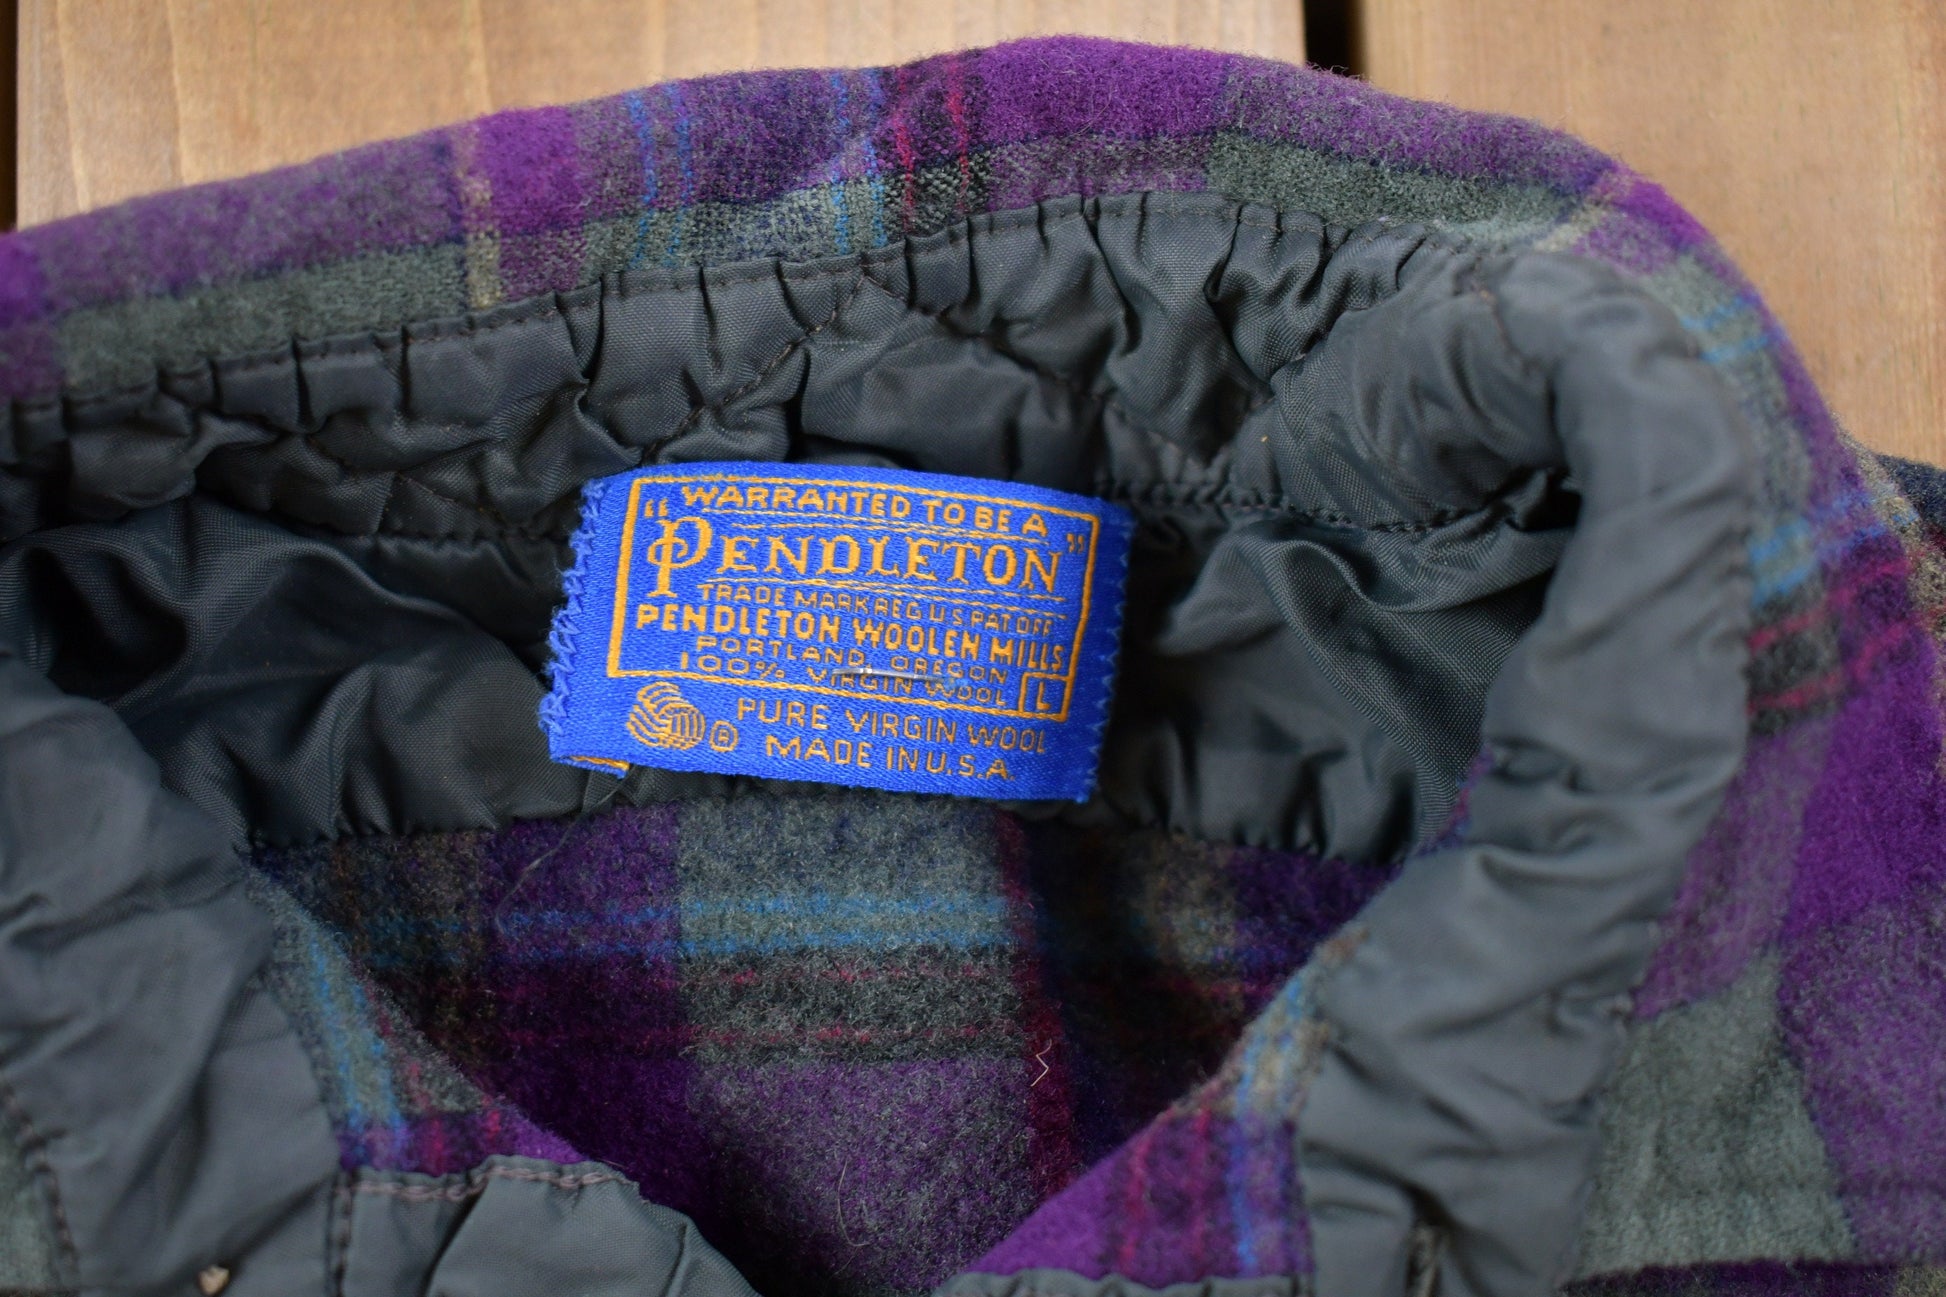 WARRANTED TO BE A
"PENDLETON"
TRADE MARK REG U S PAT OFF
PENDLETON WOOLEN MILLS
PORTLAND, OREGON
100% VIRGIN WOOL L
® PURE VIRGIN WOOL
MADE IN U.S.A.